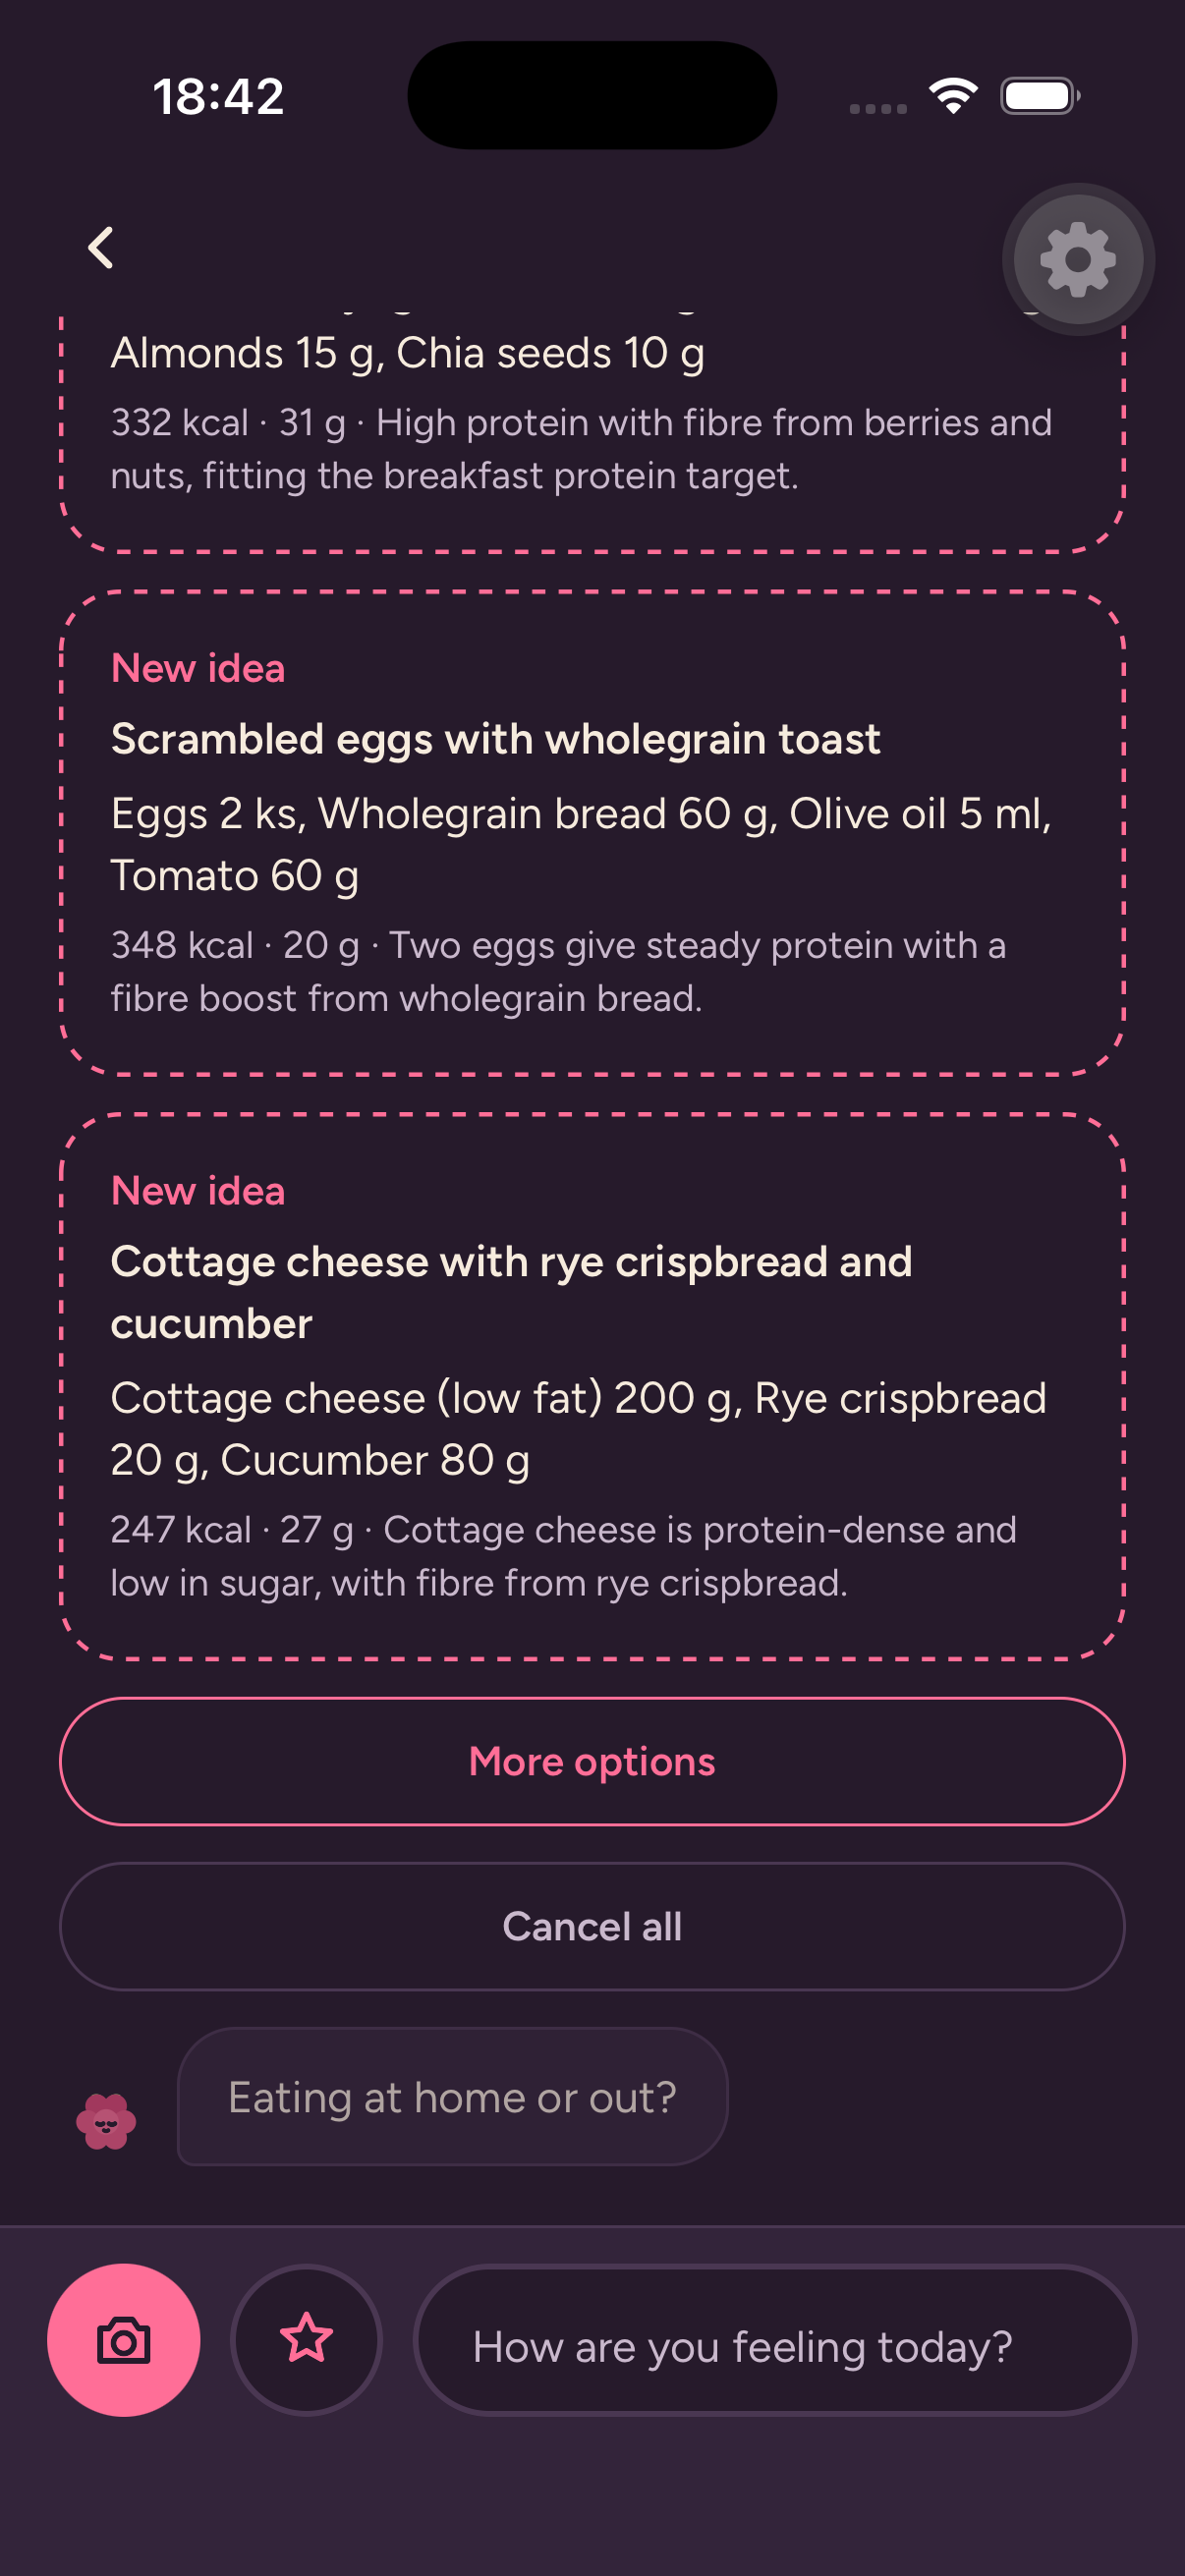 18:42
Almonds 15 g, Chia seeds 10 g
332 kcal · 31 g · High protein with fibre from berries and
nuts, fitting the breakfast protein target.
New idea
Scrambled eggs with wholegrain toast
Eggs 2 ks, Wholegrain bread 60 g, Olive oil 5 ml,
Tomato 60 g
348 kcal · 20 g · Two eggs give steady protein with a
fibre boost from wholegrain bread.
New idea
Cottage cheese with rye crispbread and
cucumber
Cottage cheese (low fat) 200 g, Rye crispbread
20 g, Cucumber 80 g
247 kcal · 27 g · Cottage cheese is protein-dense and
low in sugar, with fibre from rye crispbread.
More options
Cancel all
Eating at home or out?
How are you feeling today?